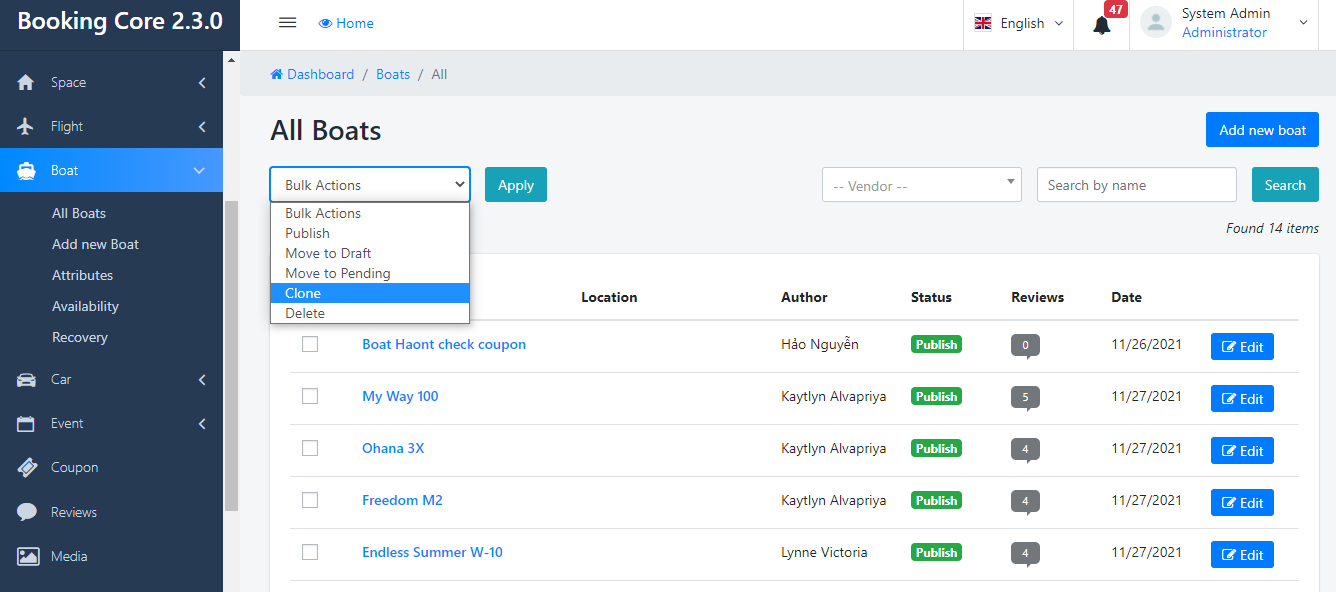 Booking Core 2.3.0
Home
English
47
System Admin
Administrator
Space
Flight
Boat
All Boats
Add new Boat
Attributes
Availability
Recovery
Car
Event
Coupon
Reviews
Media
Dashboard / Boats / All
All Boats
Add new boat
Bulk Actions
Apply
-- Vendor --
Search by name
Search
Bulk Actions
Publish
Move to Draft
Move to Pending
Clone
Delete
Found 14 items
Location Author Status Reviews Date
Boat Haont check coupon Hảo Nguyễn Publish 0 11/26/2021 Edit
My Way 100 Kaytlyn Alvapriya Publish 5 11/27/2021 Edit
Ohana 3X Kaytlyn Alvapriya Publish 4 11/27/2021 Edit
Freedom M2 Kaytlyn Alvapriya Publish 4 11/27/2021 Edit
Endless Summer W-10 Lynne Victoria Publish 4 11/27/2021 Edit